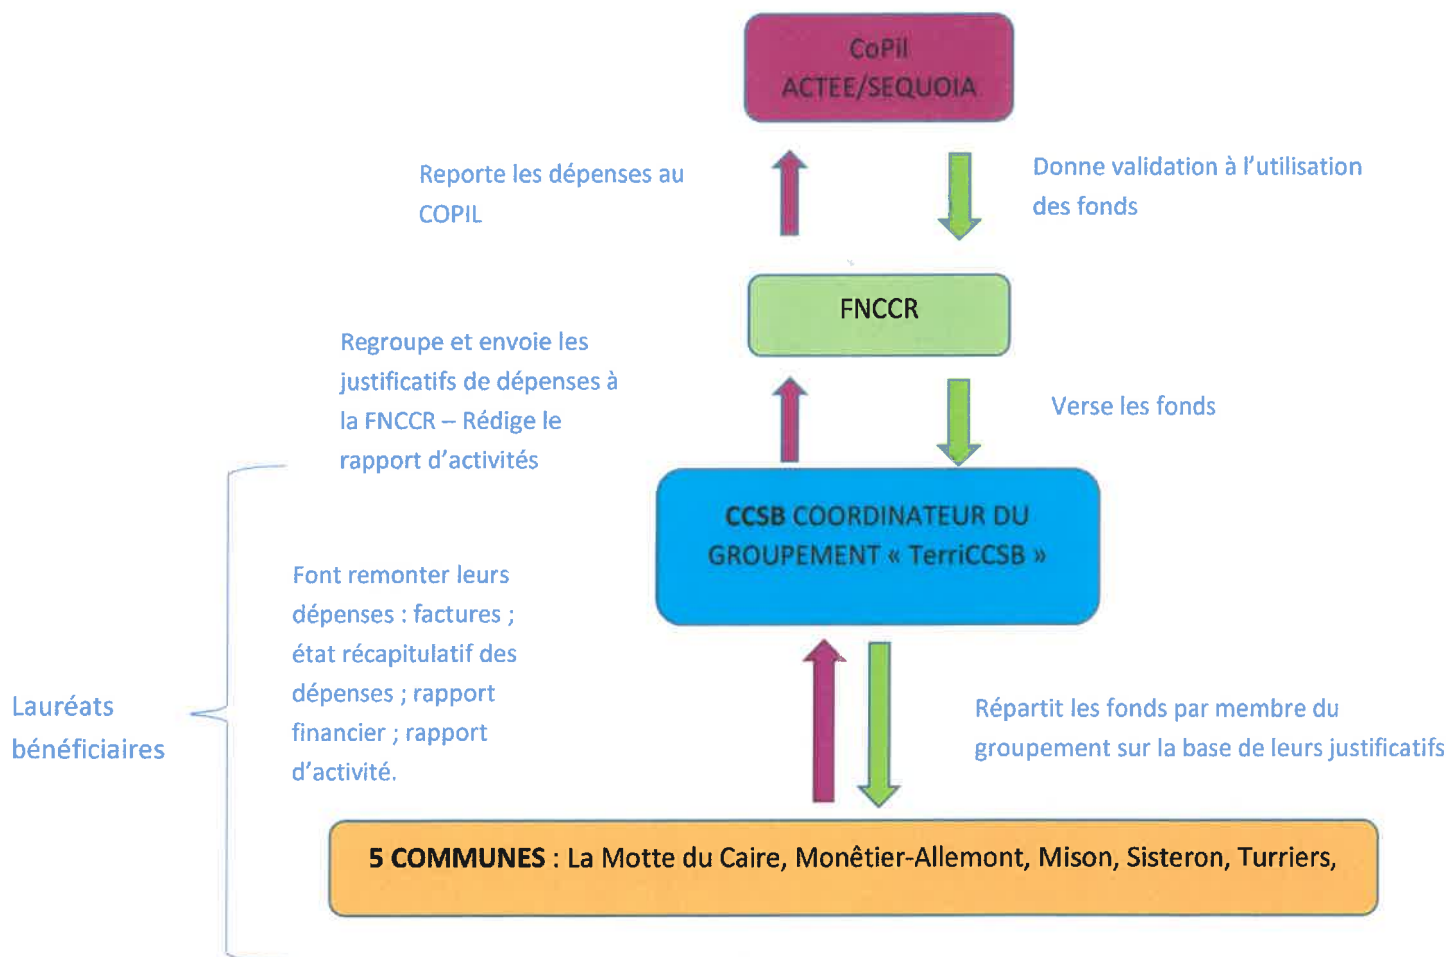 CoPil
ACTEE/SEQUOIA
Reporte les dépenses au
COPIL
Donne validation à l'utilisation
des fonds
FNCCR
Regroupe et envoie les
justificatifs de dépenses à
la FNCCR – Rédige le
rapport d'activités
Verse les fonds
CCSB COORDINATEUR DU
GROUPEMENT « TerriCCSB »
Font remonter leurs
dépenses : factures ;
état récapitulatif des
dépenses ; rapport
financier ; rapport
d'activité.
Lauréats
bénéficiaires
Répartit les fonds par membre du
groupement sur la base de leurs justificatifs
5 COMMUNES : La Motte du Caire, Monêtier-Allemont, Mison, Sisteron, Turriers,